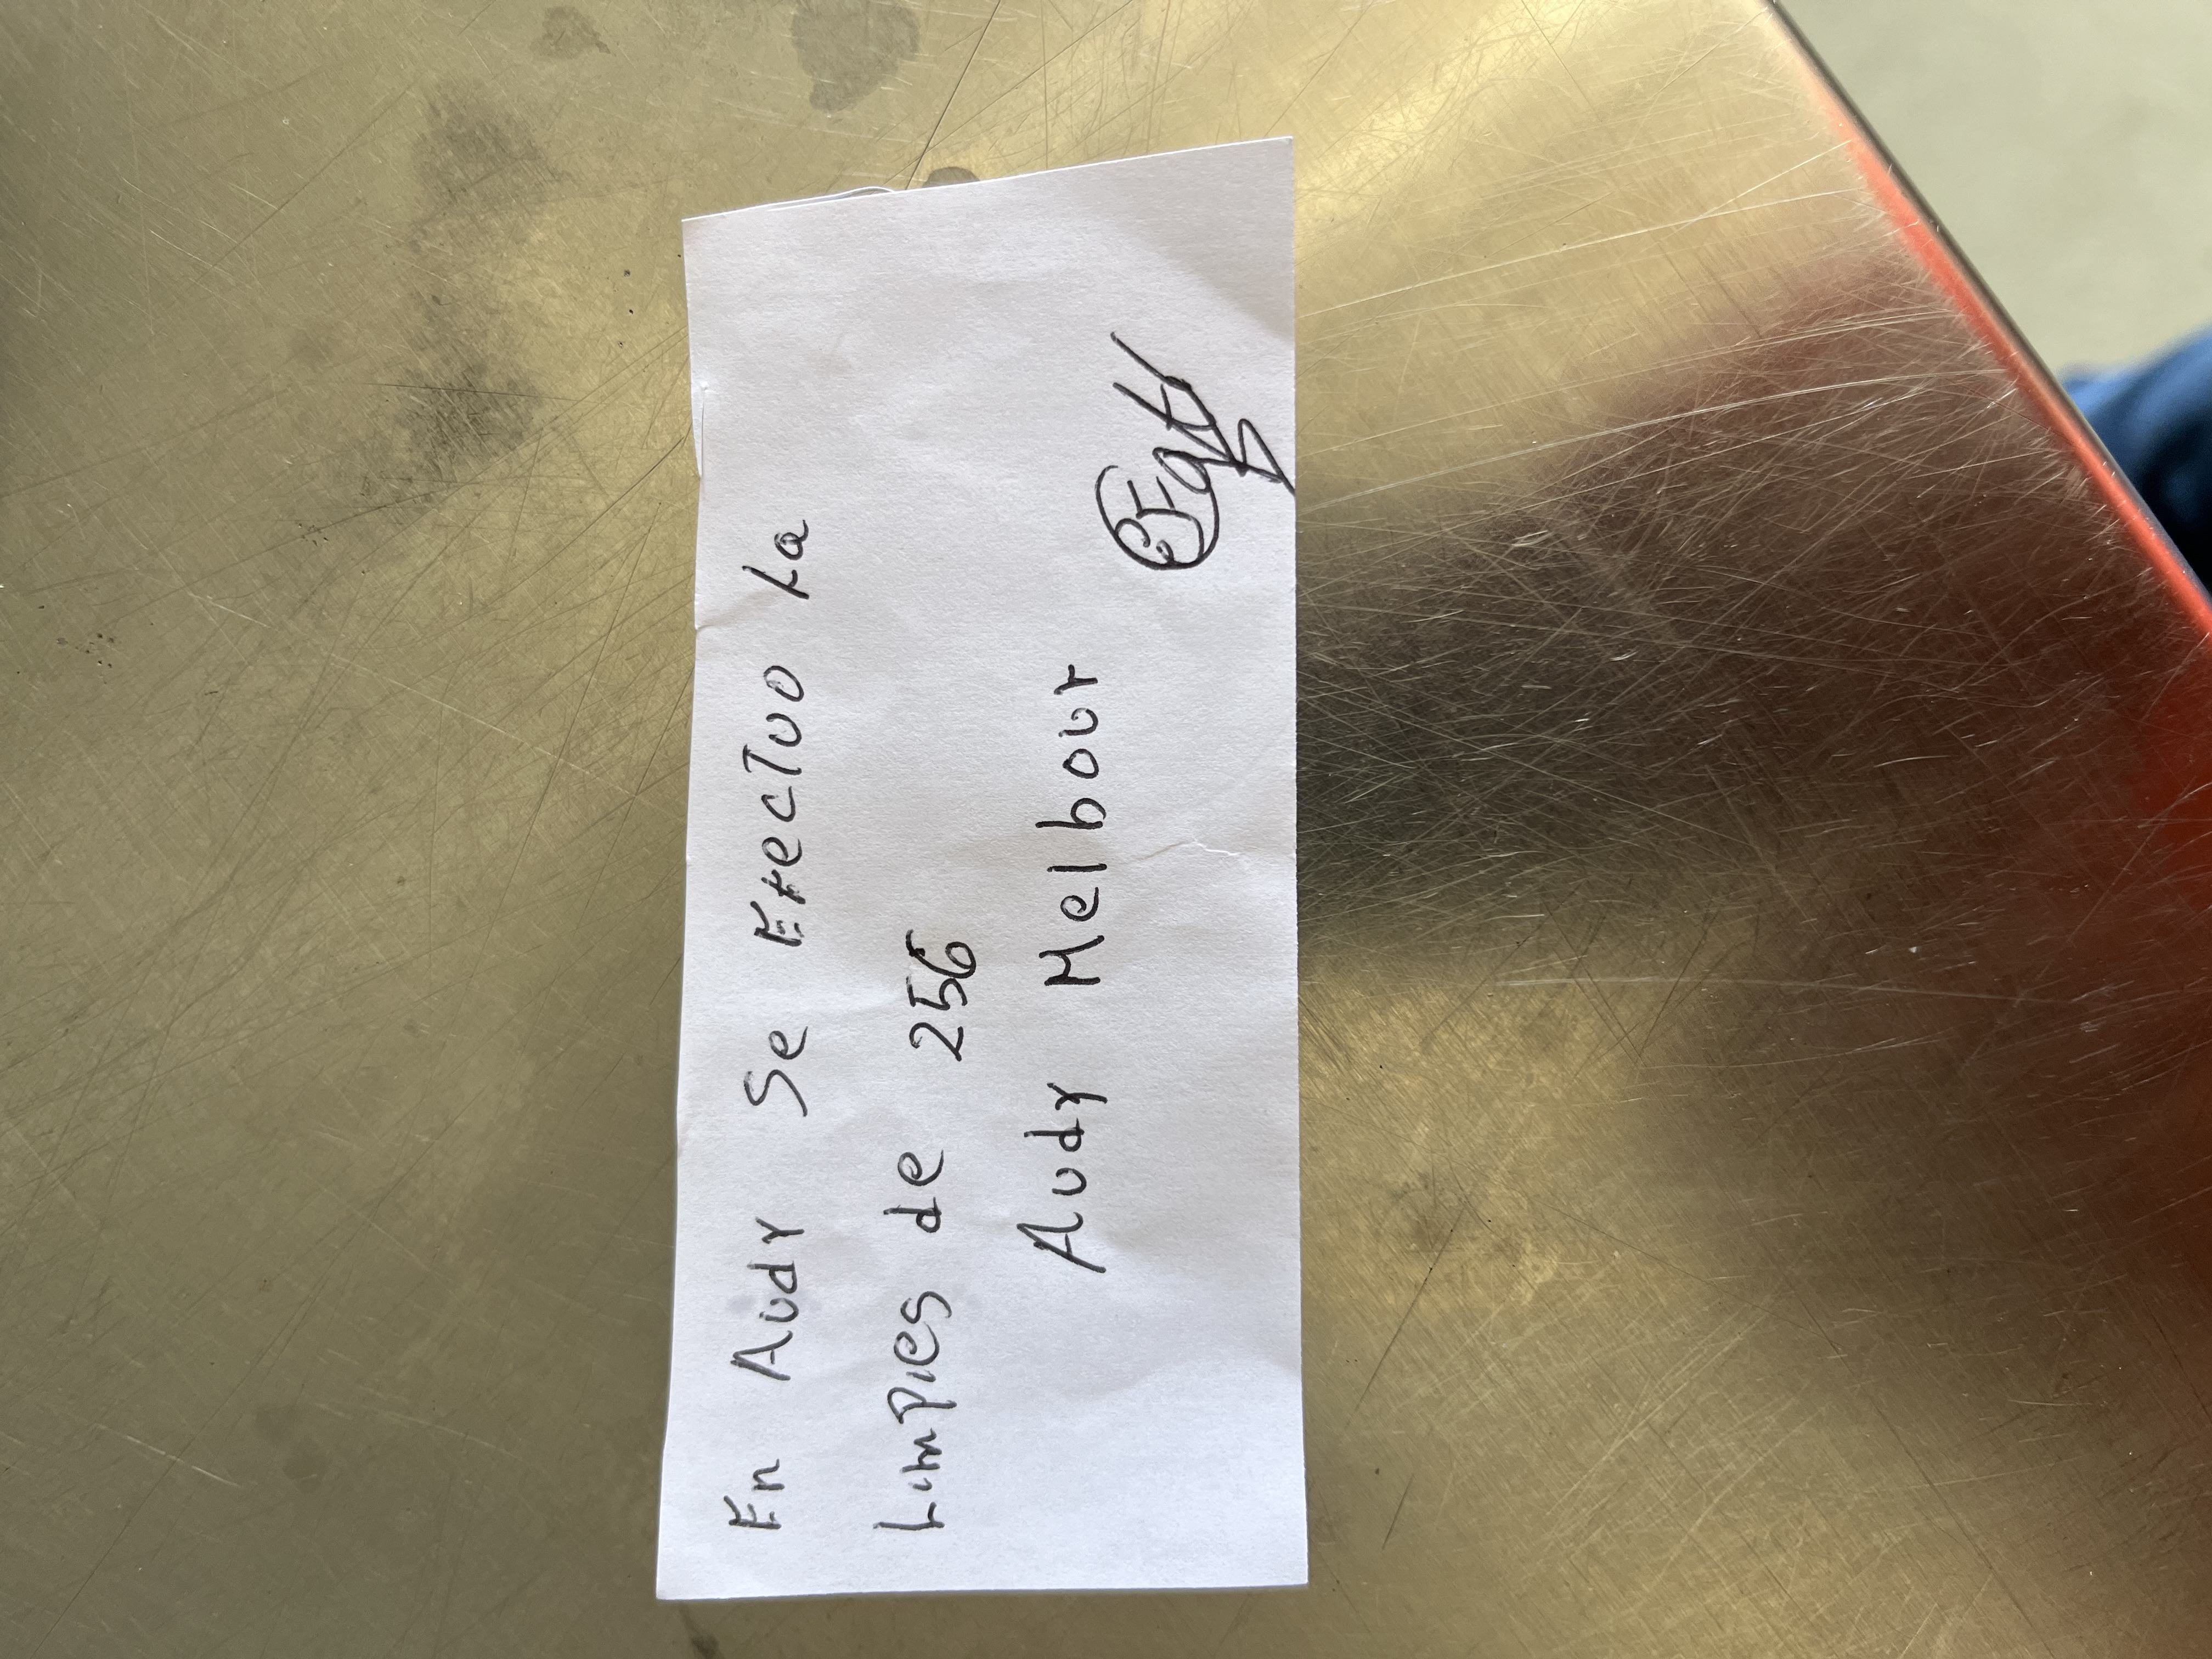 En Audy Se Efectuo La
Limpies de 256
Audy Melbour